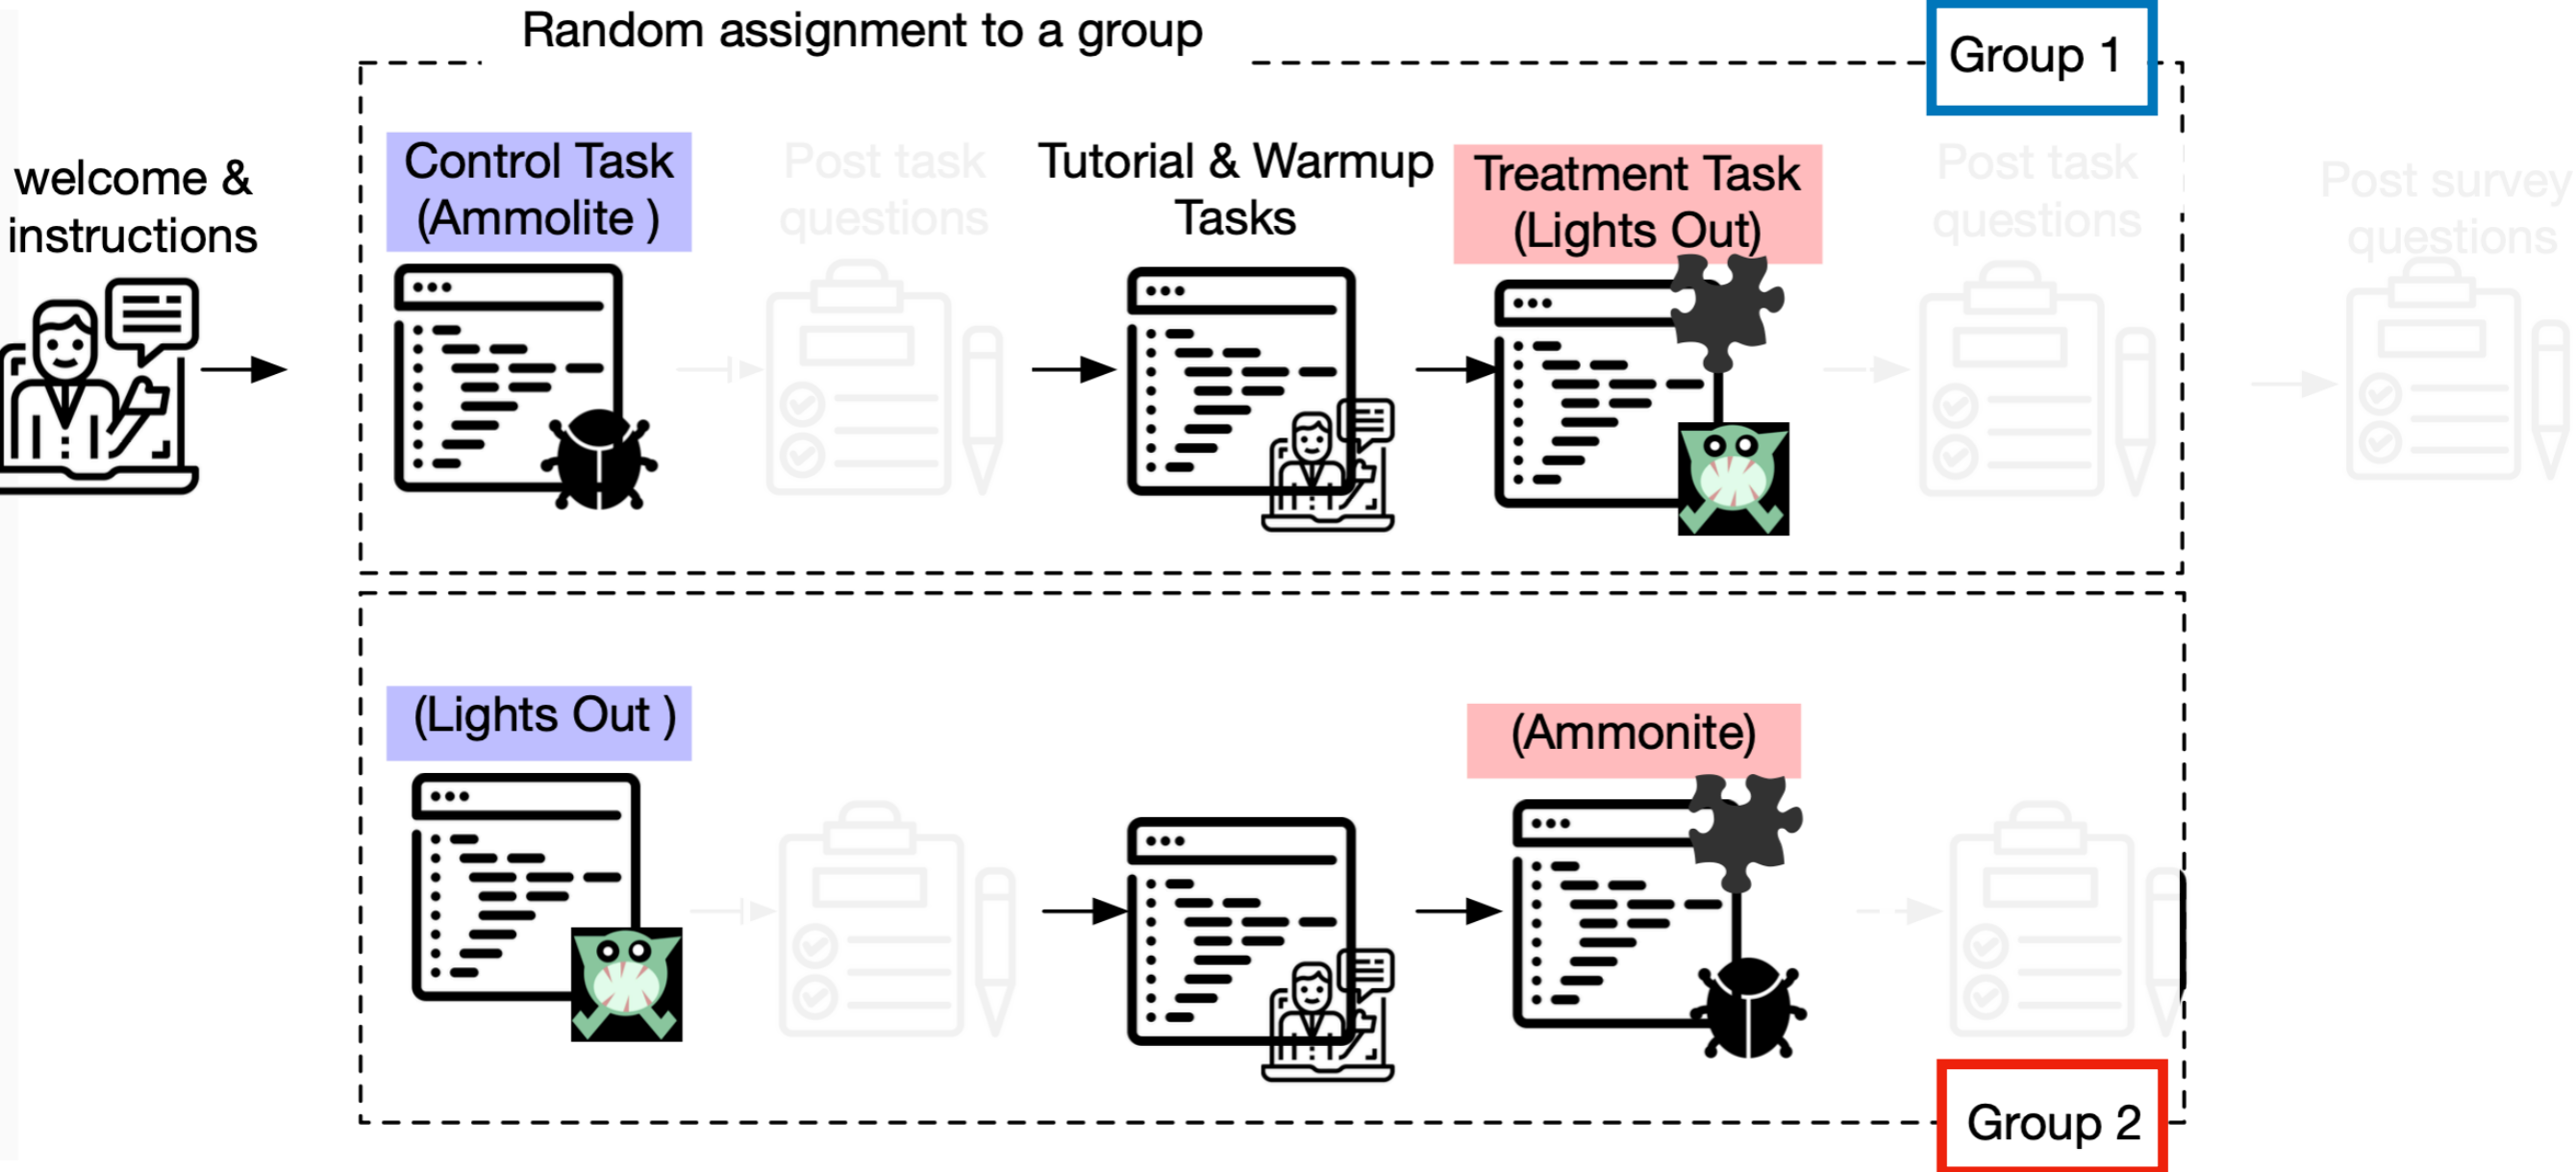 Random assignment to a group
Group 1
welcome &
instructions
Control Task
(Ammolite )
Post task
questions
Tutorial & Warmup
Tasks
Treatment Task
(Lights Out)
Post task
questions
Post survey
questions
(Lights Out )
(Ammonite)
Group 2